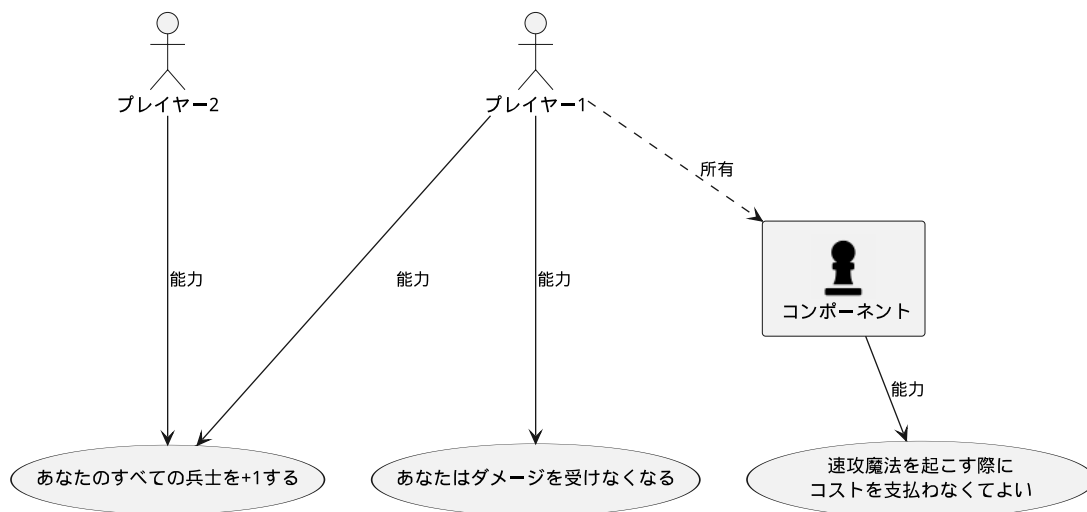 プレイヤー2
プレイヤー1
所有
能力
能力
能力
コンポーネント
能力
あなたのすべての兵士を+1する
あなたはダメージを受けなくなる
速攻魔法を起こす際に
コストを支払わなくてよい